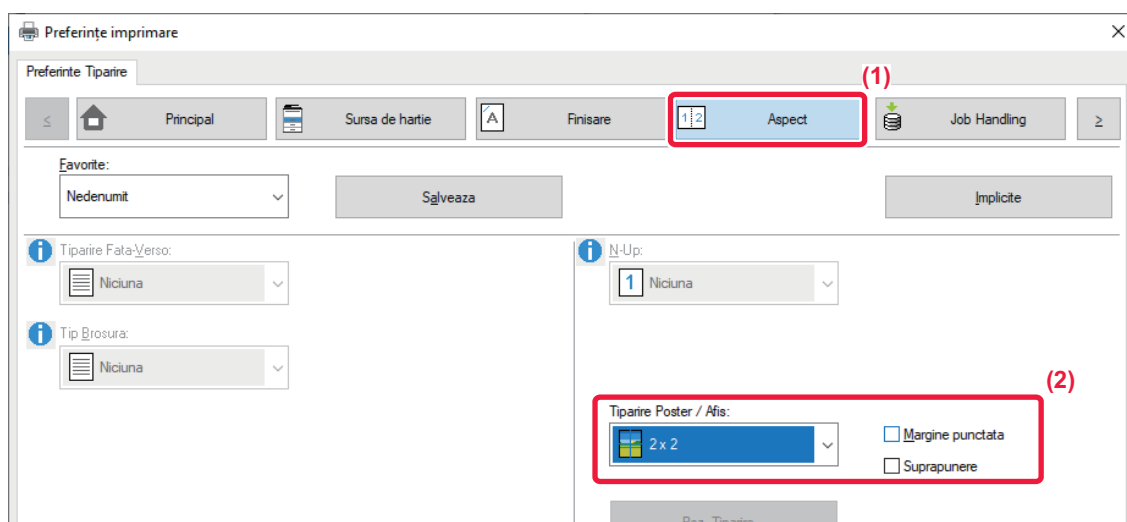 Preferințe imprimare
Preferinte Tiparire
(1)
≤ Principal Sursa de hartie A Finisare 1 2 Aspect Job Handling ≥
Favorite:
Nedenumit Salveaza Implicite
Tiparire Fata-Verso: N-Up:
Niciuna 1 Niciuna
Tip Brosura:
Niciuna
(2)
Tiparire Poster / Afis:
2 x 2 Margine punctata
Suprapunere